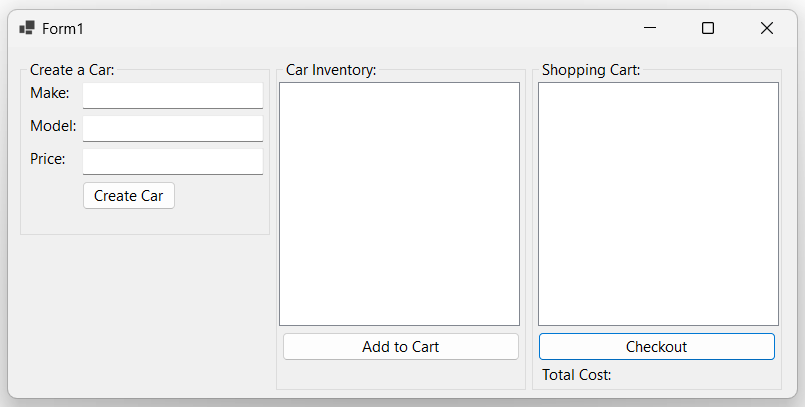 Form1
Create a Car:
Make:
Model:
Price:
Create Car
Car Inventory:
Add to Cart
Shopping Cart:
Checkout
Total Cost: